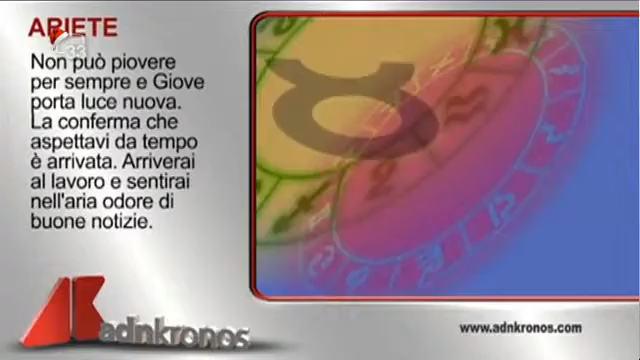 ARIETE
33
Non può piovere
per sempre e Giove
porta luce nuova.
La conferma che
aspettavi da tempo
è arrivata. Arriverai
al lavoro e sentirai
nell'aria odore di
buone notizie.
adnkronos
www.adnkronos.com